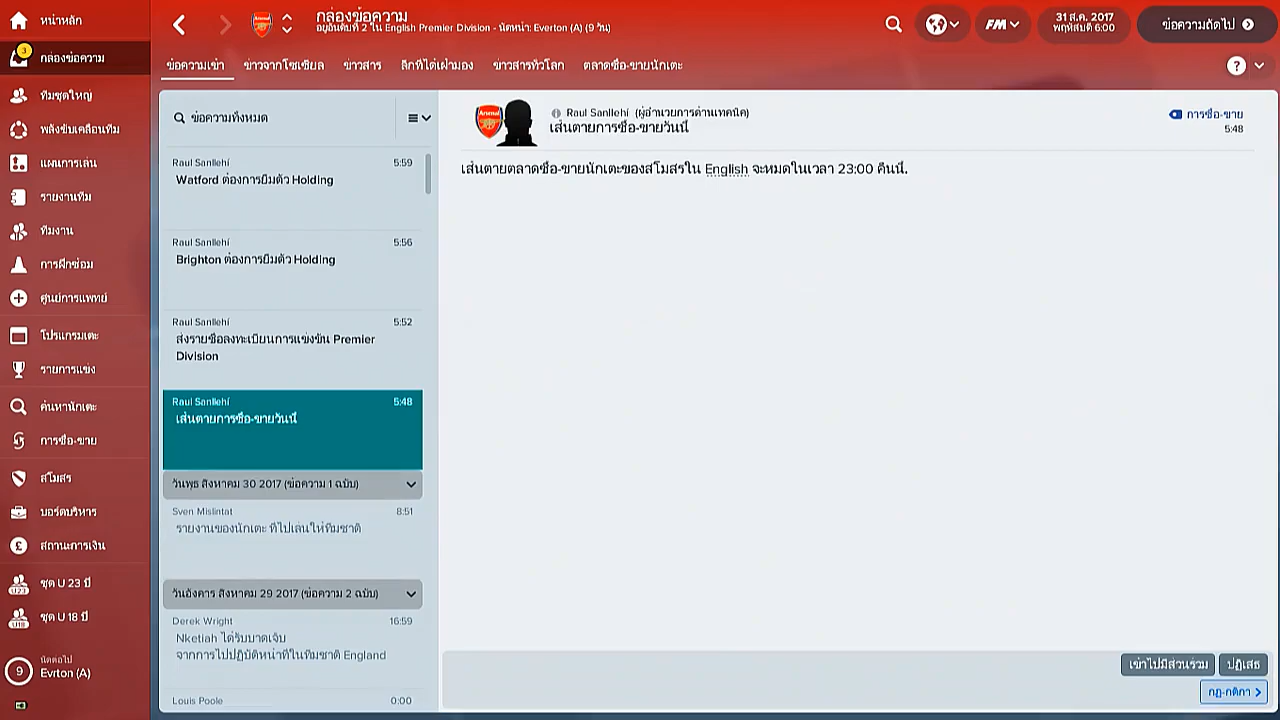 หน้าหลัก
กล่องข้อความ
อยู่อันดับที่ 2 ใน English Premier Division - นัดหน้า: Everton (A) (9 วัน)
FM
31 ส.ค. 2017
พฤหัสบดี 6:00
ข้อความถัดไป
3
กล่องข้อความ
ข้อความเข้า
ข่าวจากโซเชียล
ข่าวสาร
ลีกที่ได้เฝ้ามอง
ข่าวสารทั่วโลก
ตลาดซื้อ-ขายนักเตะ
?
ทีมชุดใหญ่
พลังขับเคลื่อนทีม
แผนการเล่น
รายงานทีม
ทีมงาน
การฝึกซ้อม
ศูนย์การแพทย์
โปรแกรมเตะ
รายการแข่ง
ค้นหานักเตะ
การซื้อ-ขาย
สโมสร
บอร์ดบริหาร
สถานะการเงิน
ชุด U 23 ปี
ชุด U 18 ปี
นัดต่อไป
9
Evrton (A)
ข้อความทั้งหมด
Raul Sanllehí 5:59
Watford ต้องการยืมตัว Holding
Raul Sanllehí 5:56
Brighton ต้องการยืมตัว Holding
Raul Sanllehí 5:52
ส่งรายชื่อลงทะเบียนการแข่งขัน Premier
Division
Raul Sanllehí 5:48
เส้นตายการซื้อ-ขายวันนี้
วันพุธ สิงหาคม 30 2017 (ข้อความ 1 ฉบับ)
Sven Mislintat 8:51
รายงานของนักเตะ ที่ไปเล่นให้ทีมชาติ
วันอังคาร สิงหาคม 29 2017 (ข้อความ 2 ฉบับ)
Derek Wright 16:59
Nketiah ได้รับบาดเจ็บ
จากการไปปฏิบัติหน้าที่ในทีมชาติ England
Louis Poole 0:00
Raul Sanllehí (ผู้อำนวยการด้านเทคนิค)
เส้นตายการซื้อ-ขายวันนี้
การซื้อ-ขาย
5:48
เส้นตายตลาดซื้อ-ขายนักเตะของสโมสรใน English จะหมดในเวลา 23:00 คืนนี้.
เข้าไปมีส่วนร่วม
ปฏิเสธ
กฎ-กติกา